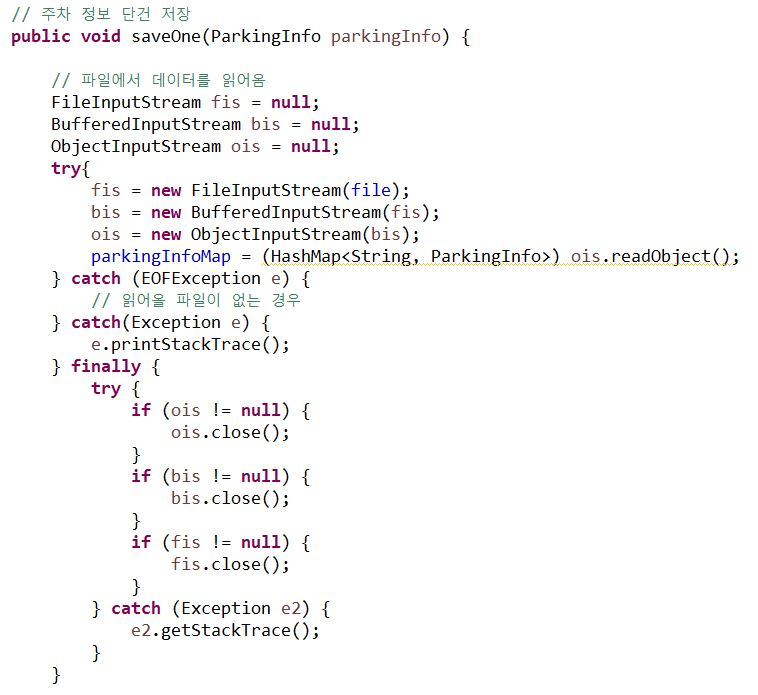 // 주차 정보 단건 저장
public void saveOne(ParkingInfo parkingInfo) {

    // 파일에서 데이터를 읽어옴
    FileInputStream fis = null;
    BufferedInputStream bis = null;
    ObjectInputStream ois = null;
    try{
        fis = new FileInputStream(file);
        bis = new BufferedInputStream(fis);
        ois = new ObjectInputStream(bis);
        parkingInfoMap = (HashMap<String, ParkingInfo>) ois.readObject();
    } catch (EOFException e) {
        // 읽어올 파일이 없는 경우
    } catch(Exception e) {
        e.printStackTrace();
    } finally {
        try {
            if (ois != null) {
                ois.close();
            }
            if (bis != null) {
                bis.close();
            }
            if (fis != null) {
                fis.close();
            }
        } catch (Exception e2) {
            e2.getStackTrace();
        }
    }